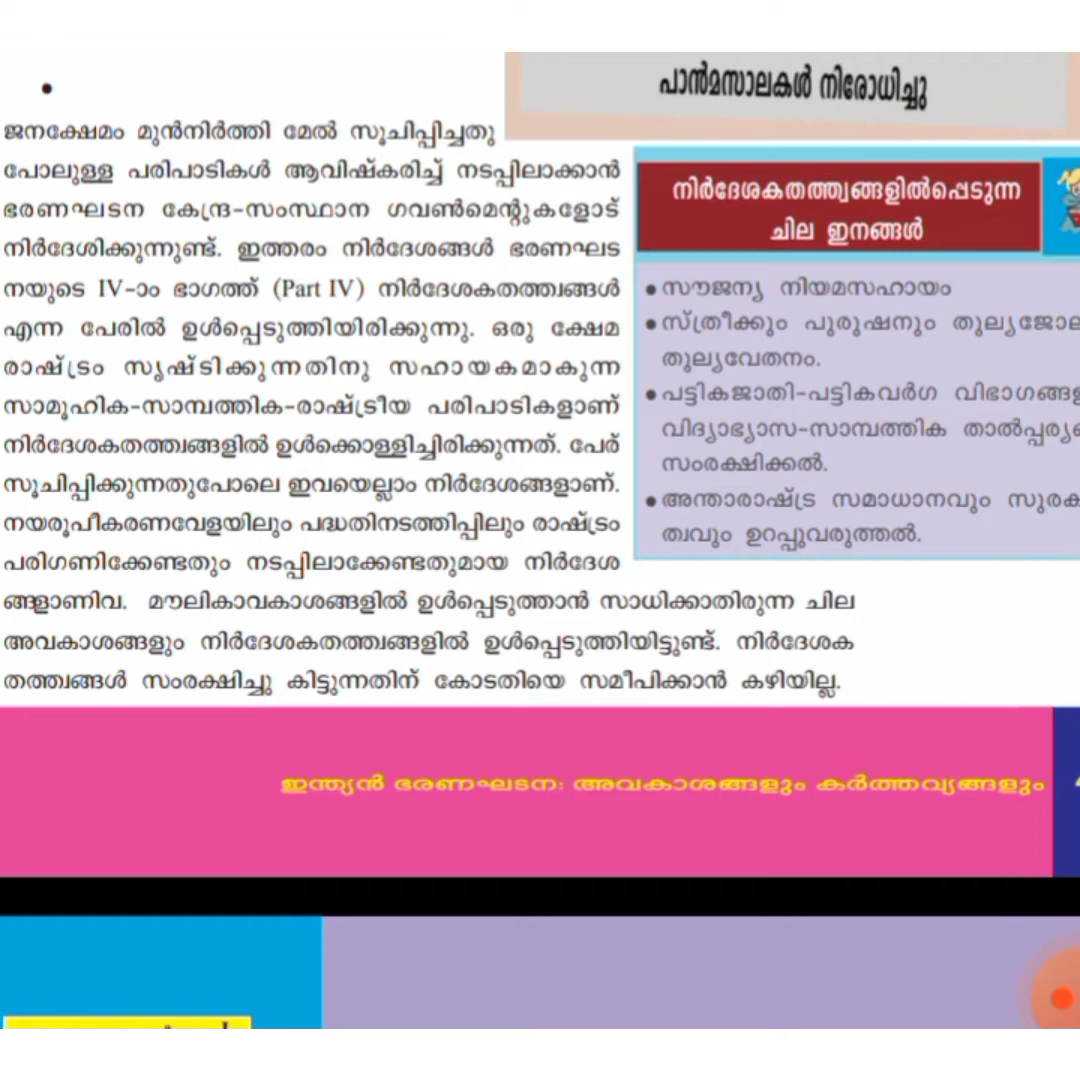 പാൻമസാലകൾ നിരോധിച്ചു
ജനക്ഷേമം മുൻനിർത്തി മേൽ സൂചിപ്പിച്ചതു
പോലുള്ള പരിപാടികൾ ആവിഷ്കരിച്ച് നടപ്പിലാക്കാൻ
ഭരണഘടന കേന്ദ്ര-സംസ്ഥാന ഗവൺമെന്റുകളോട്
നിർദേശിക്കുന്നുണ്ട്. ഇത്തരം നിർദേശങ്ങൾ ഭരണഘട
നയുടെ IV-ാം ഭാഗത്ത് (Part IV) നിർദേശകതത്ത്വങ്ങൾ
എന്ന പേരിൽ ഉൾപ്പെടുത്തിയിരിക്കുന്നു. ഒരു ക്ഷേമ
രാഷ്ട്രം സൃഷ്ടിക്കുന്നതിനു സഹായകമാകുന്ന
സാമൂഹിക-സാമ്പത്തിക-രാഷ്ട്രീയ പരിപാടികളാണ്
നിർദേശകതത്ത്വങ്ങളിൽ ഉൾക്കൊള്ളിച്ചിരിക്കുന്നത്. പേര്
സൂചിപ്പിക്കുന്നതുപോലെ ഇവയെല്ലാം നിർദേശങ്ങളാണ്.
നയരൂപീകരണവേളയിലും പദ്ധതിനടത്തിപ്പിലും രാഷ്ട്രം
പരിഗണിക്കേണ്ടതും നടപ്പിലാക്കേണ്ടതുമായ നിർദേശ
ങ്ങളാണിവ. മൗലികാവകാശങ്ങളിൽ ഉൾപ്പെടുത്താൻ സാധിക്കാതിരുന്ന ചില
അവകാശങ്ങളും നിർദേശകതത്ത്വങ്ങളിൽ ഉൾപ്പെടുത്തിയിട്ടുണ്ട്. നിർദേശക
തത്ത്വങ്ങൾ സംരക്ഷിച്ചു കിട്ടുന്നതിന് കോടതിയെ സമീപിക്കാൻ കഴിയില്ല.
നിർദേശകതത്ത്വങ്ങളിൽപ്പെടുന്ന
ചില ഇനങ്ങൾ
• സൗജന്യ നിയമസഹായം
• സ്ത്രീക്കും പുരുഷനും
തുല്യവേതനം.
• പട്ടികജാതി-പട്ടികവർഗ
വിദ്യാഭ്യാസ-സാമ്പത്തിക
സംരക്ഷിക്കൽ.
• അന്താരാഷ്ട്ര സമാധാനവും
ത്വവും ഉറപ്പുവരുത്തൽ.
ഇന്ത്യൻ ഭരണഘടന: അവകാശങ്ങളും കർത്തവ്യങ്ങളും